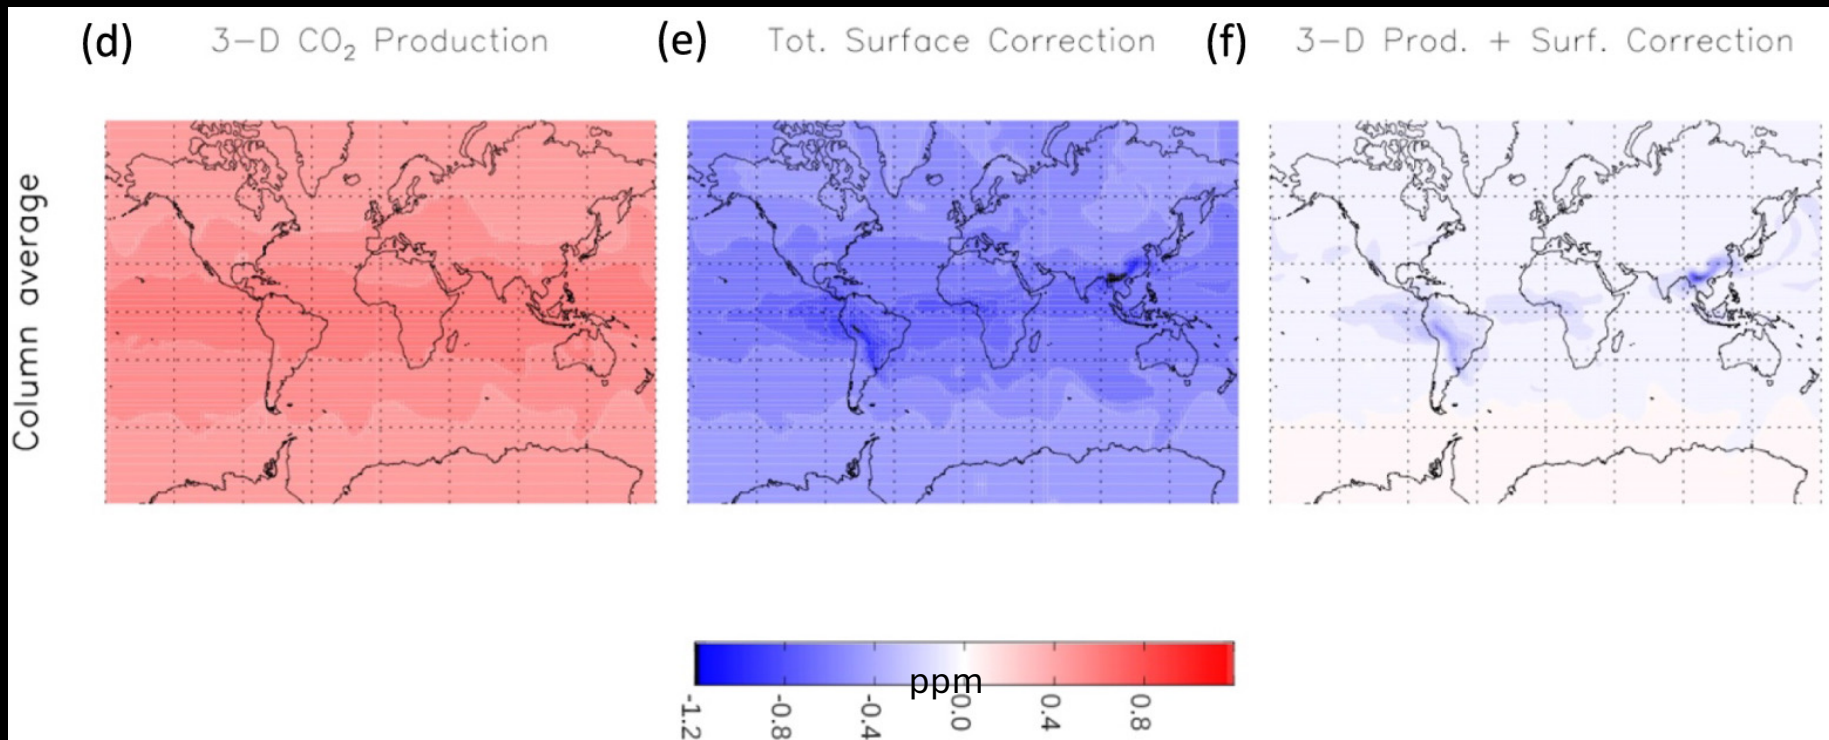 (d) 3-D CO₂ Production
(e) Tot. Surface Correction
(f) 3-D Prod. + Surf. Correction
Column average
ppm
-1.2 -0.8 -0.4 0.0 0.4 0.8